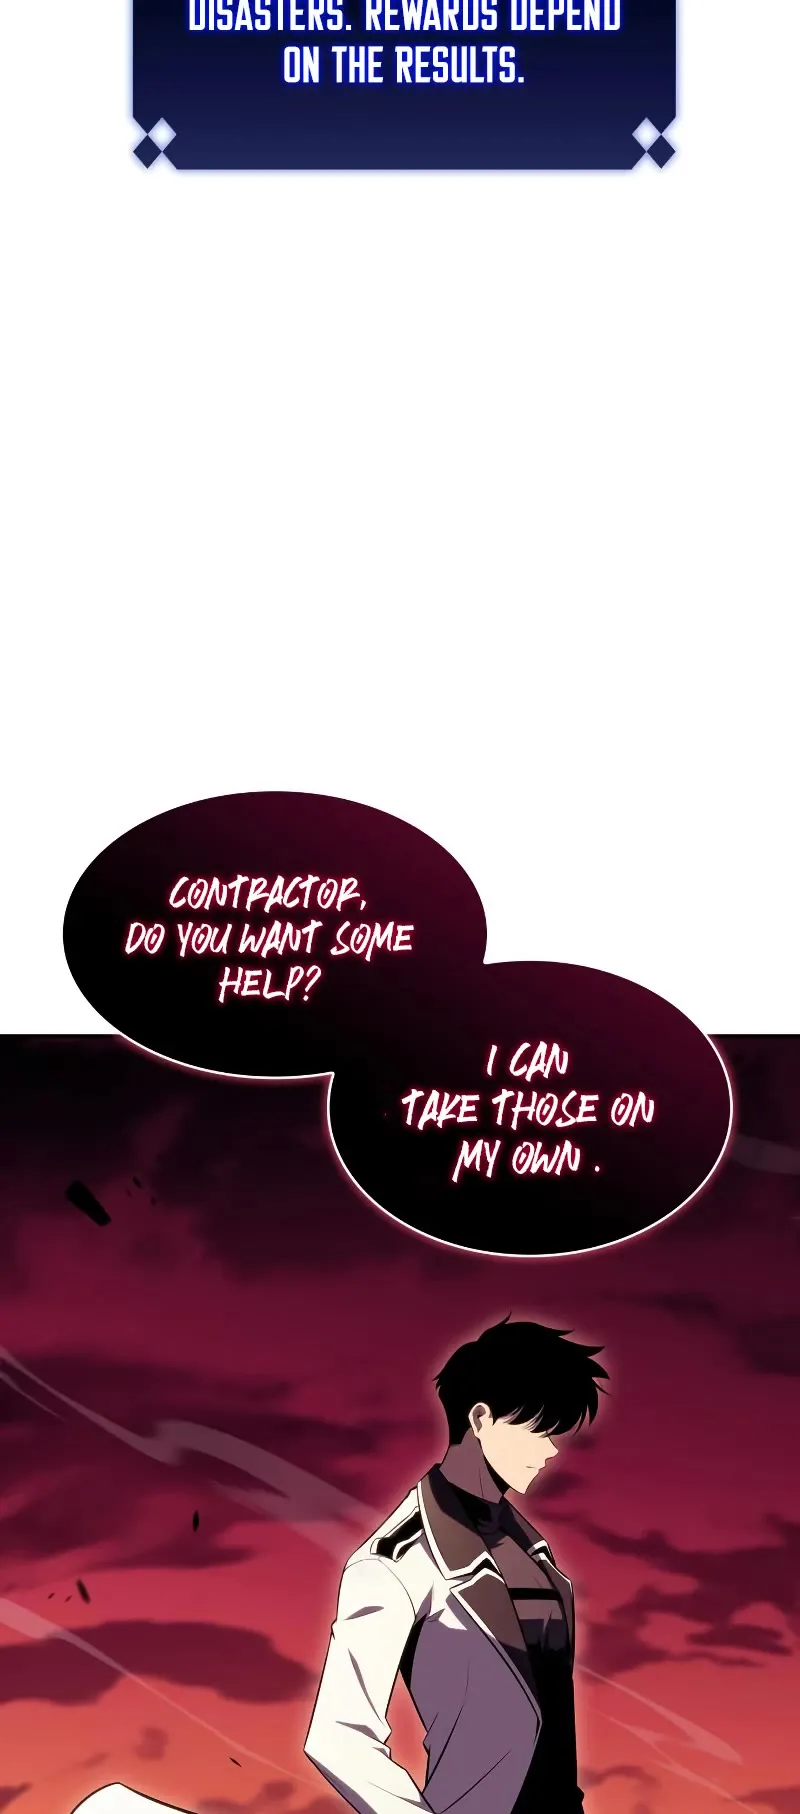 DISASTERS. REWARDS DEPEND
ON THE RESULTS.
CONTRACTOR,
DO YOU WANT SOME
HELP?
I CAN
TAKE THOSE ON
MY OWN.